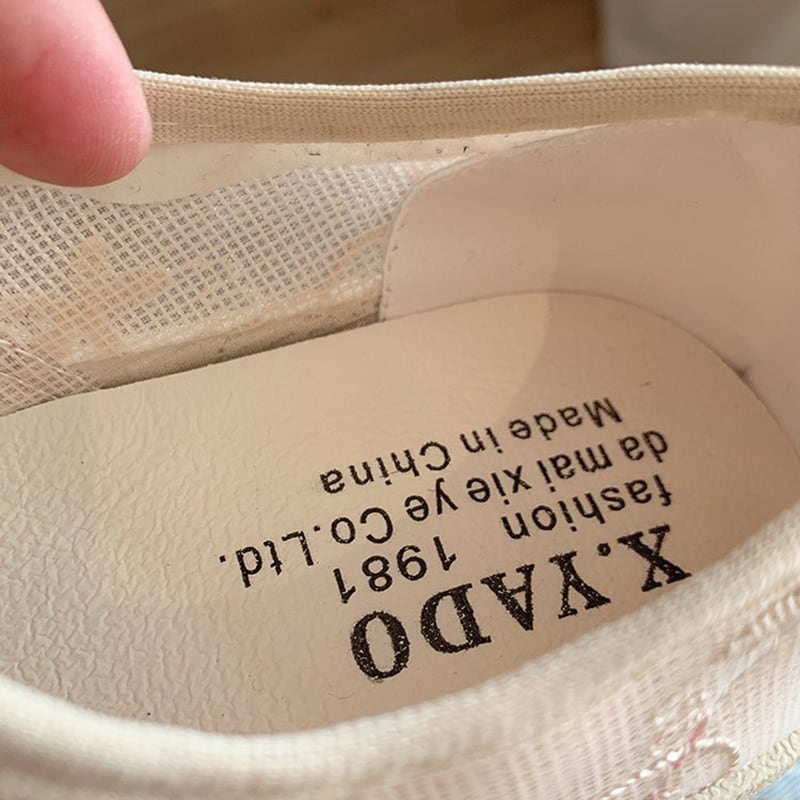 X.YADO
fashion 1981
da mai xie ye Co.Ltd.
Made in China